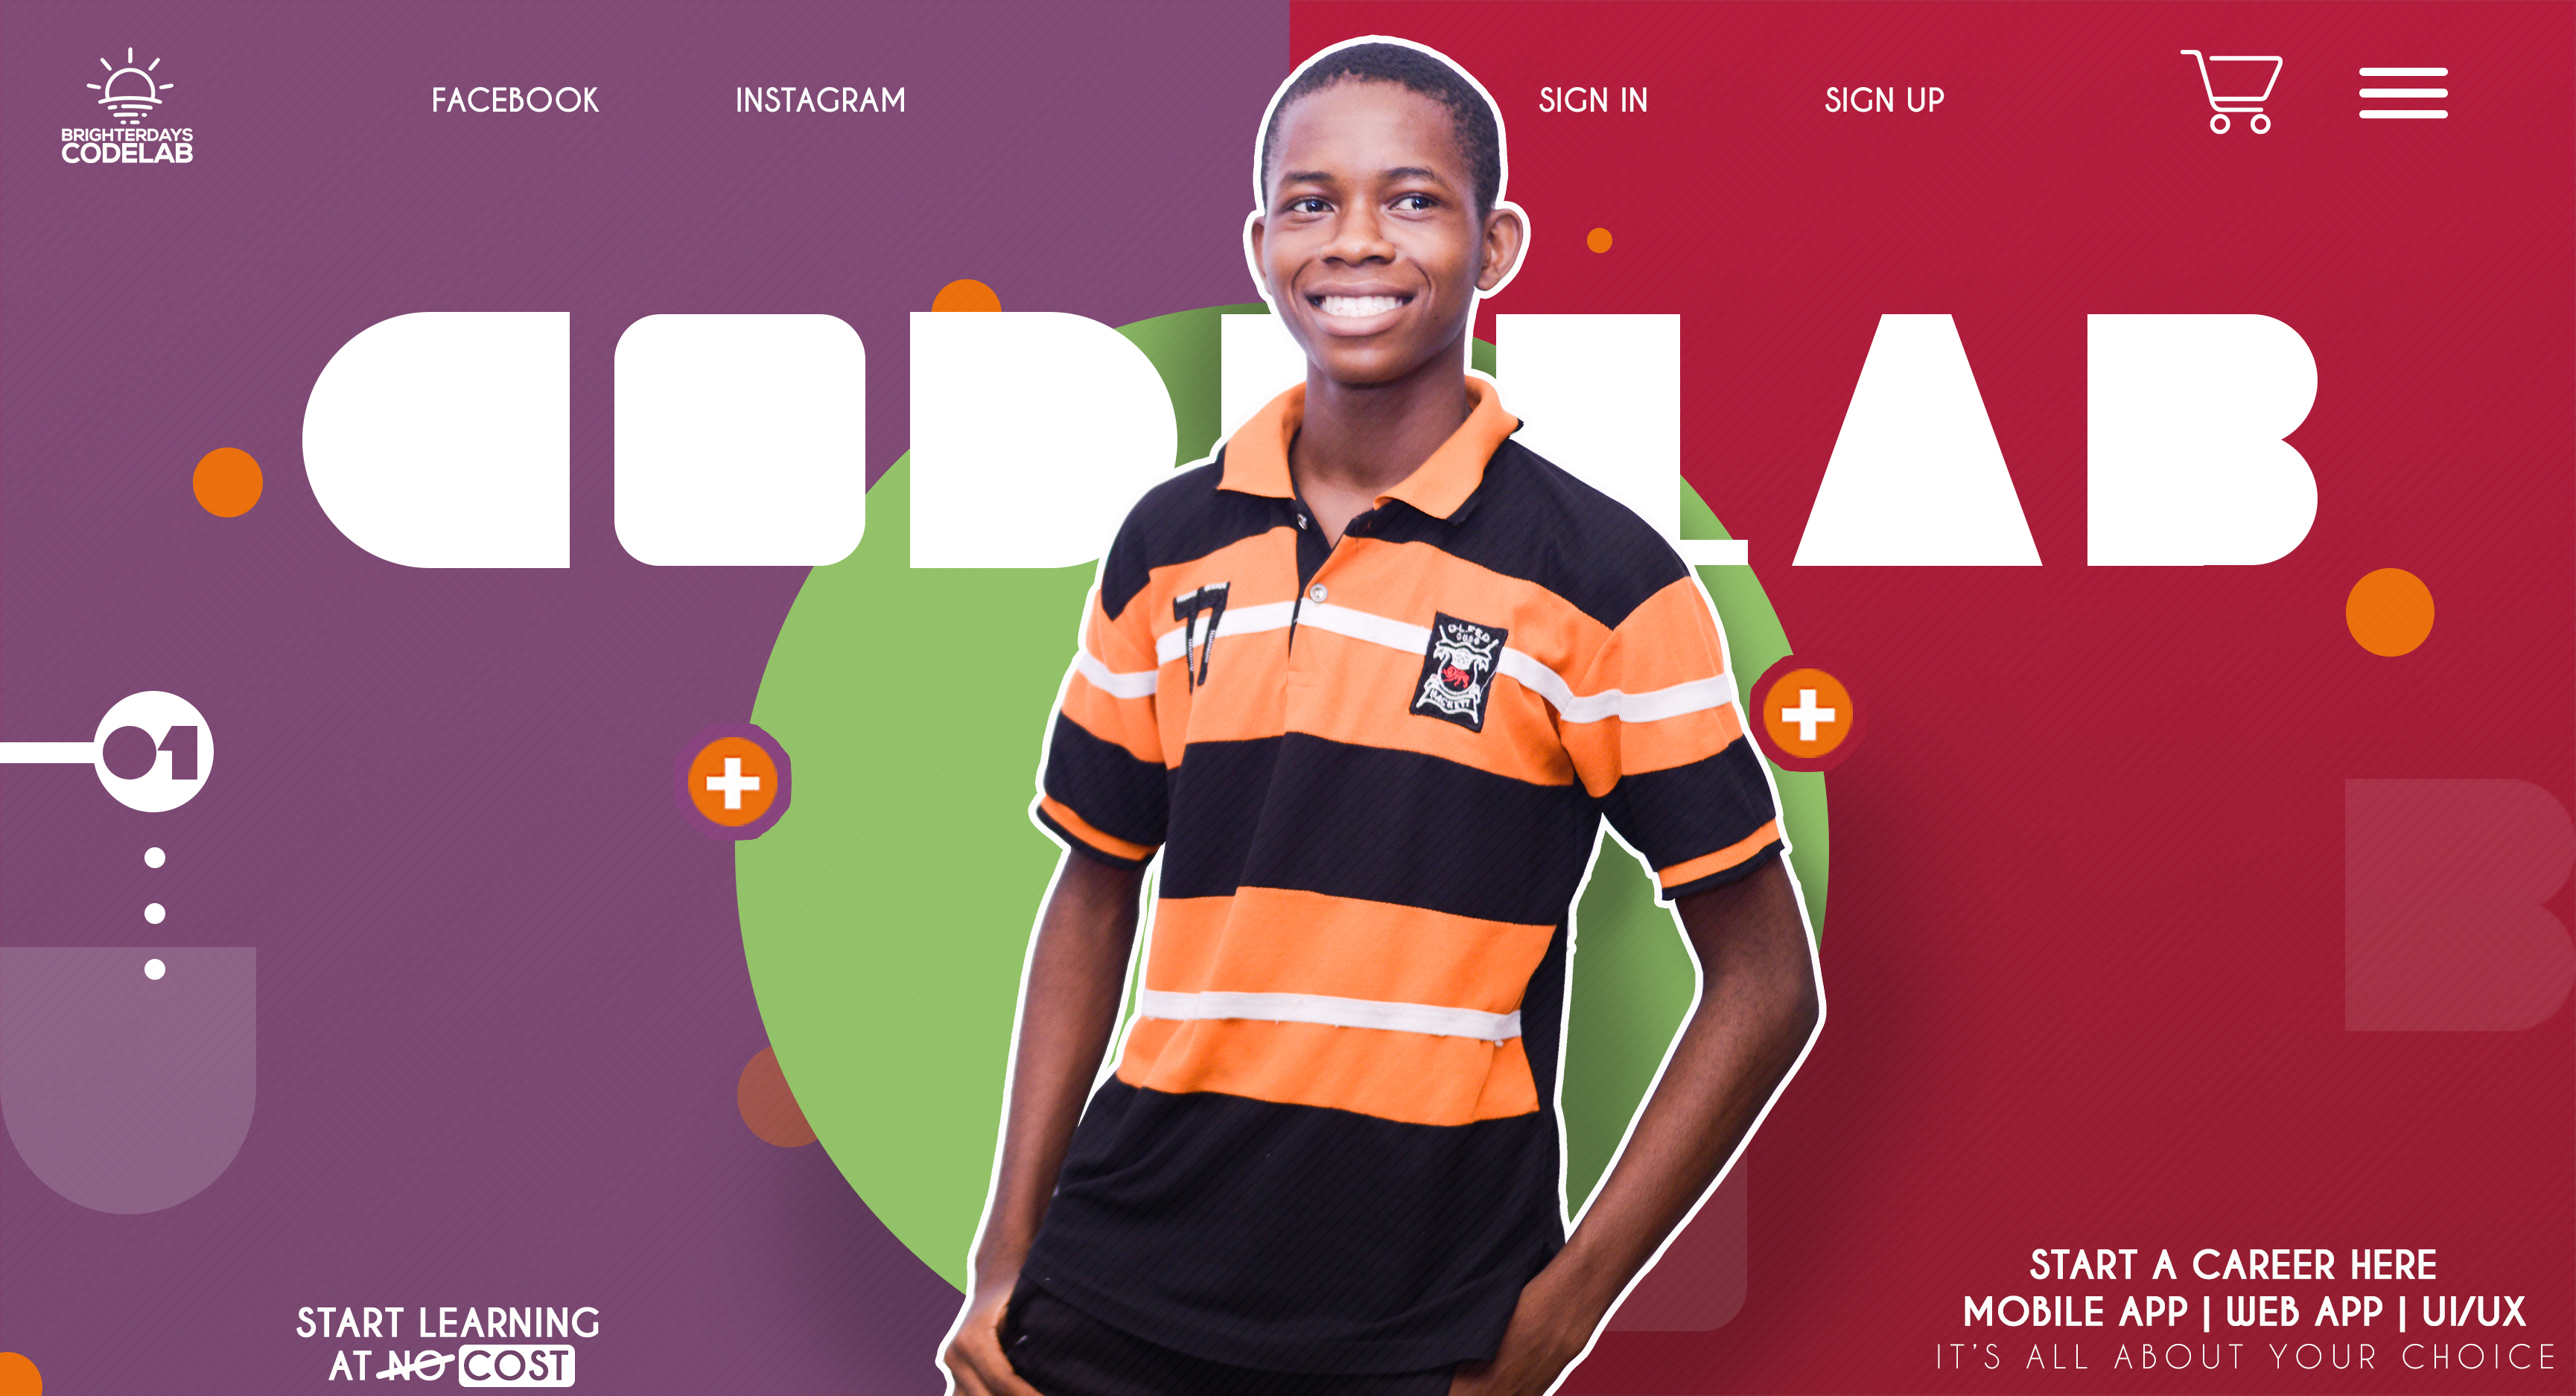 BRIGHTERDAYS
CODELAB
FACEBOOK
INSTAGRAM
SIGN IN
SIGN UP
CODELAB
01
START LEARNING
AT NO COST
START A CAREER HERE
MOBILE APP | WEB APP | UI/UX
IT'S ALL ABOUT YOUR CHOICE
B